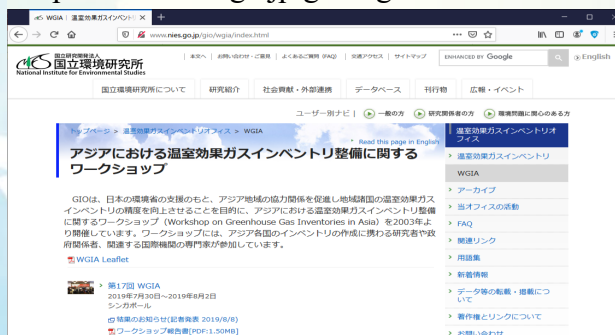 WGIA | 温室効果ガスインベントリ
www.nies.go.jp/gio/wgia/index.html
国立研究開発法人
国立環境研究所
National Institute for Environmental Studies
本文へ | お問い合わせ・ご意見 | よくあるご質問 (FAQ) | 交通アクセス | サイトマップ
ENHANCED BY Google
English
国立環境研究所について 研究紹介 社会貢献・外部連携 データベース 刊行物 広報・イベント
ユーザー別ナビ | 一般の方 研究関係者の方 環境問題に関心のある方
トップページ > 温室効果ガスインベントリオフィス > WGIA
Read this page in English
アジアにおける温室効果ガスインベントリ整備に関する
ワークショップ
GIOは、日本の環境省の支援のもと、アジア地域の協力関係を促進し地域諸国の温室効果ガス
インベントリの精度を向上させることを目的に、アジアにおける温室効果ガスインベントリ整備
に関するワークショップ（Workshop on Greenhouse Gas Inventories in Asia）を2003年よ
り開催しています。ワークショップには、アジア各国のインベントリの作成に携わる研究者や政
府関係者、関連する国際機関の専門家が参加しています。
WGIA Leaflet
第17回 WGIA
2019年7月30日～2019年8月2日
シンガポール
結果のお知らせ(記者発表 2019/8/8)
ワークショップ報告書[PDF:1.50MB]
温室効果ガスインベントリオ
フィス
温室効果ガスインベントリ
WGIA
アーカイブ
当オフィスの活動
FAQ
関連リンク
用語集
新着情報
データ等の転載・掲載につ
いて
著作権とリンクについて
お問い合わせ